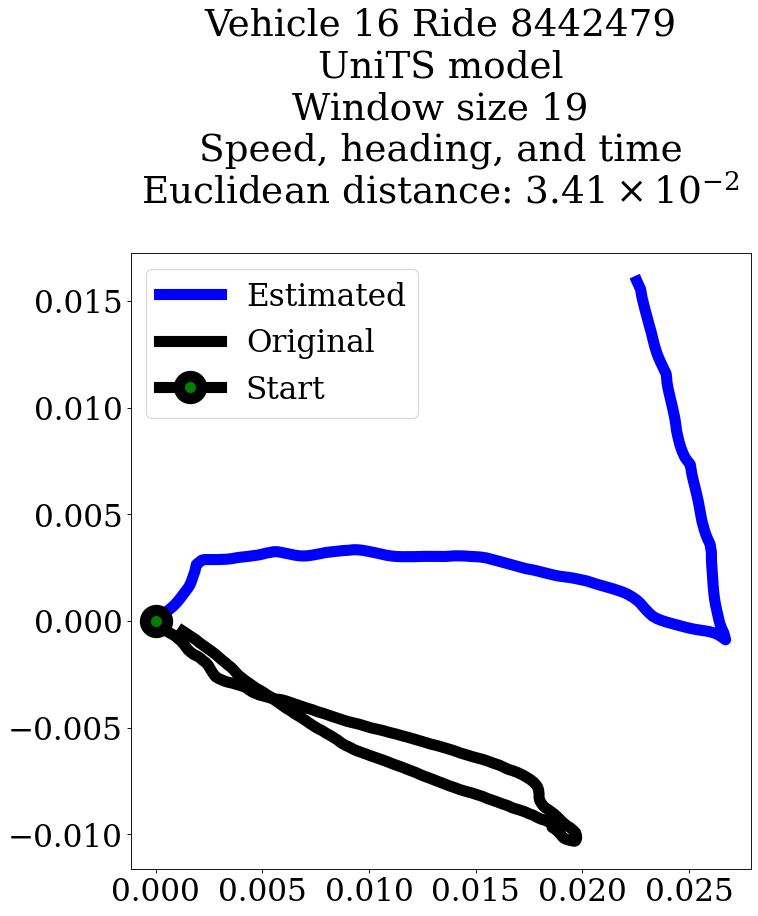 Vehicle 16 Ride 8442479
UniTS model
Window size 19
Speed, heading, and time
Euclidean distance: 3.41 × 10⁻²
Estimated
Original
Start
0.015
0.010
0.005
0.000
−0.005
−0.010
0.000 0.005 0.010 0.015 0.020 0.025